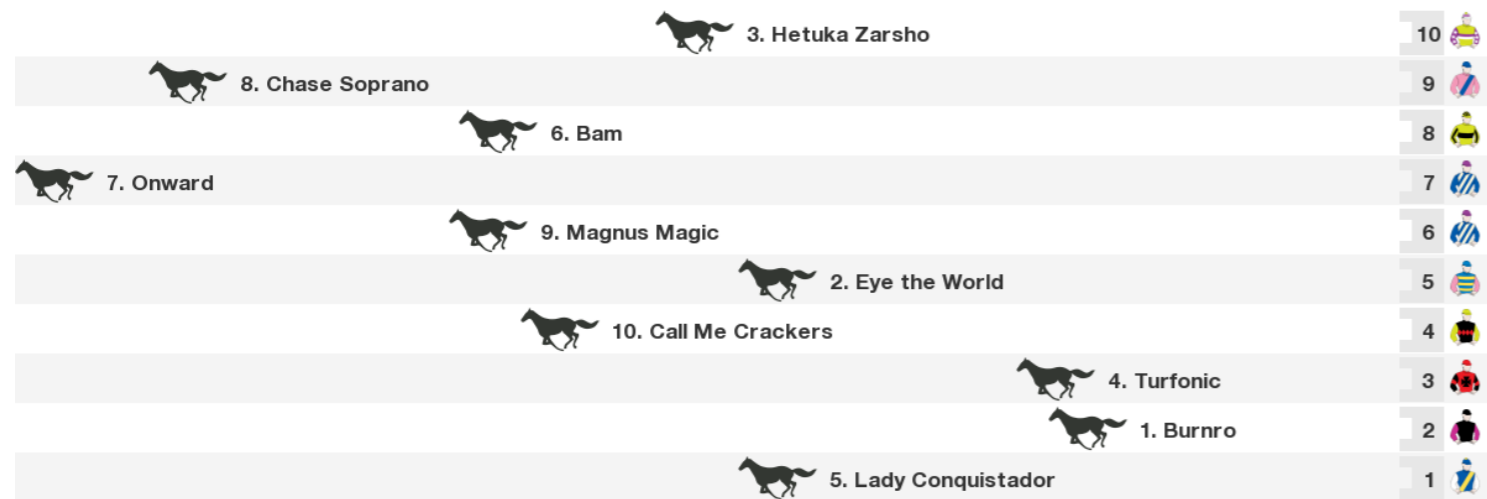 3. Hetuka Zarsho 10
8. Chase Soprano 9
6. Bam 8
7. Onward 7
9. Magnus Magic 6
2. Eye the World 5
10. Call Me Crackers 4
4. Turfonic 3
1. Burnro 2
5. Lady Conquistador 1